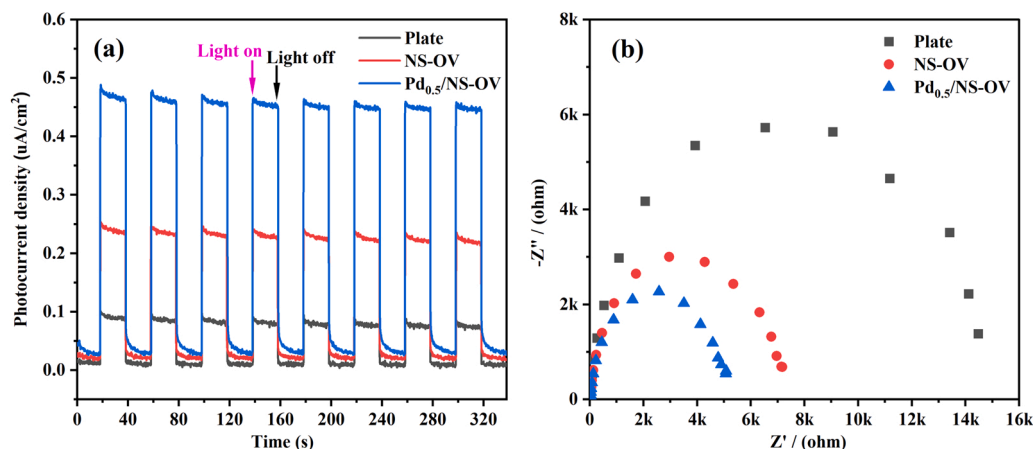 (a)
Light on
Light off
Plate
NS-OV
Pd0.5/NS-OV
Photocurrent density (uA/cm2)
0.6
0.5
0.4
0.3
0.2
0.1
0.0
0 40 80 120 160 200 240 280 320
Time (s)
(b)
Plate
NS-OV
Pd0.5/NS-OV
-Z'' / (ohm)
8k
6k
4k
2k
0
0 2k 4k 6k 8k 10k 12k 14k 16k
Z' / (ohm)